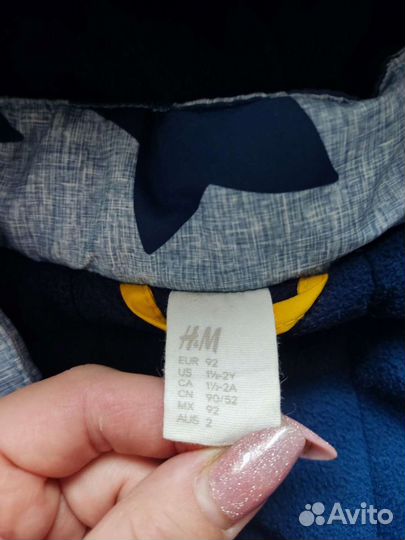 H&M
EUR 92
US 1½-2Y
CA 1½-2A
CN 90/52
MX 92
AUS 2
Avito